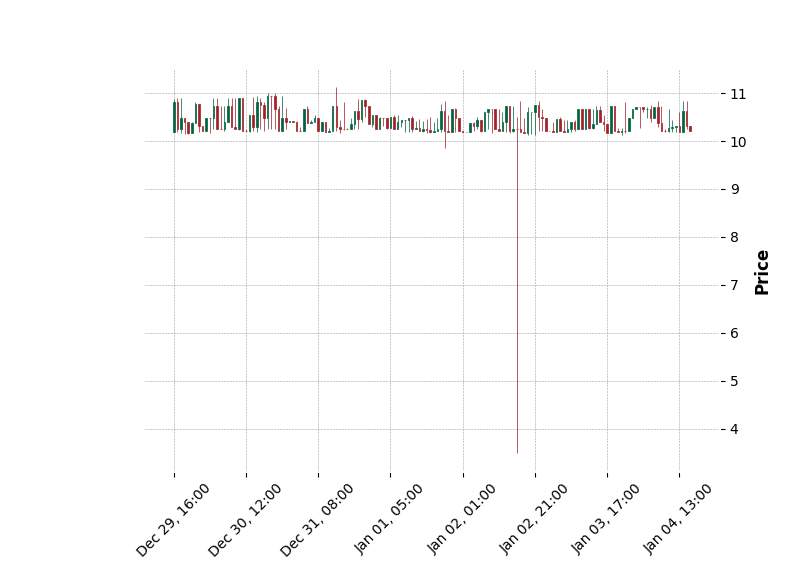 11
10
9
8
7
6
5
4
Price
Dec 29, 16:00
Dec 30, 12:00
Dec 31, 08:00
Jan 01, 05:00
Jan 02, 01:00
Jan 02, 21:00
Jan 03, 17:00
Jan 04, 13:00